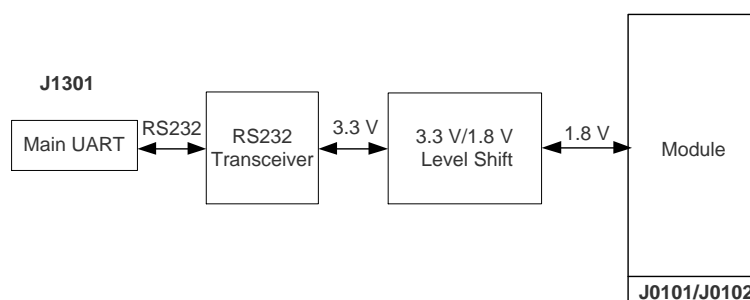 J1301
Main UART
RS232
RS232
Transceiver
3.3 V
3.3 V/1.8 V
Level Shift
1.8 V
Module
J0101/J0102